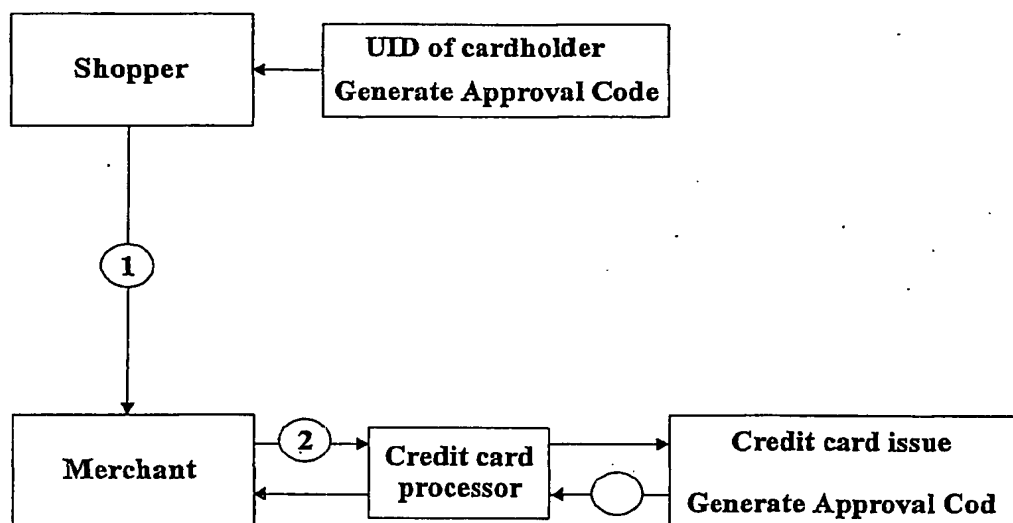 Shopper
UID of cardholder
Generate Approval Code
1
Merchant
2
Credit card
processor
Credit card issue
Generate Approval Cod